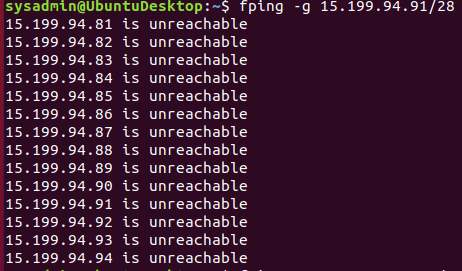 sysadmin@UbuntuDesktop:~$ fping -g 15.199.94.91/28
15.199.94.81 is unreachable
15.199.94.82 is unreachable
15.199.94.83 is unreachable
15.199.94.84 is unreachable
15.199.94.85 is unreachable
15.199.94.86 is unreachable
15.199.94.87 is unreachable
15.199.94.88 is unreachable
15.199.94.89 is unreachable
15.199.94.90 is unreachable
15.199.94.91 is unreachable
15.199.94.92 is unreachable
15.199.94.93 is unreachable
15.199.94.94 is unreachable